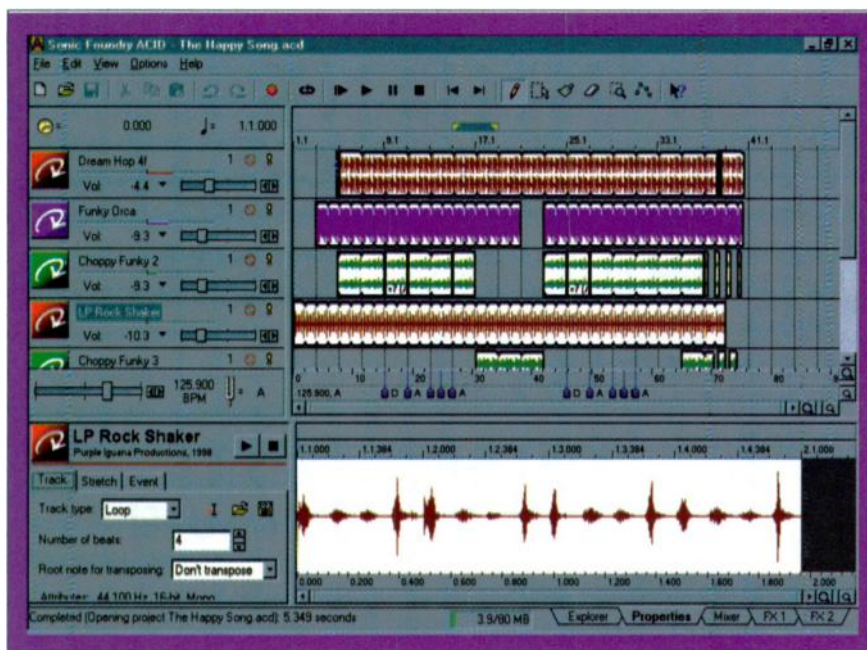 Sonic Foundry ACID - The Happy Song.acd
File Edit View Options Help
0.000 1.1.000
1.1 9.1 17.1 25.1 33.1 41.1
Dream Hop 4f 1
Vol: -4.4
Funky Orca 1
Vol: -9.3
Choppy Funky 2 1
Vol: -9.3
LP Rock Shaker 1
Vol: -10.3
Choppy Funky 3 1
125.900 BPM = A
0 10 20 30 40 50 60 70 80 9
125.900, A D A A D A A
LP Rock Shaker
Purple Iguana Productions, 1998
1.1.000 1.1.384 1.2.000 1.2.384 1.3.000 1.3.384 1.4.000 1.4.384 2.1.000
Track Stretch Event
Track type: Loop
Number of beats: 4
Root note for transposing: Don't transpose
Attributes: 44,100 Hz, 16-bit, Mono
0.000 0.200 0.400 0.600 0.800 1.000 1.200 1.400 1.600 1.800 2.000
Completed (Opening project The Happy Song.acd): 5.349 seconds
3.9/80 MB
Explorer Properties Mixer FX 1 FX 2